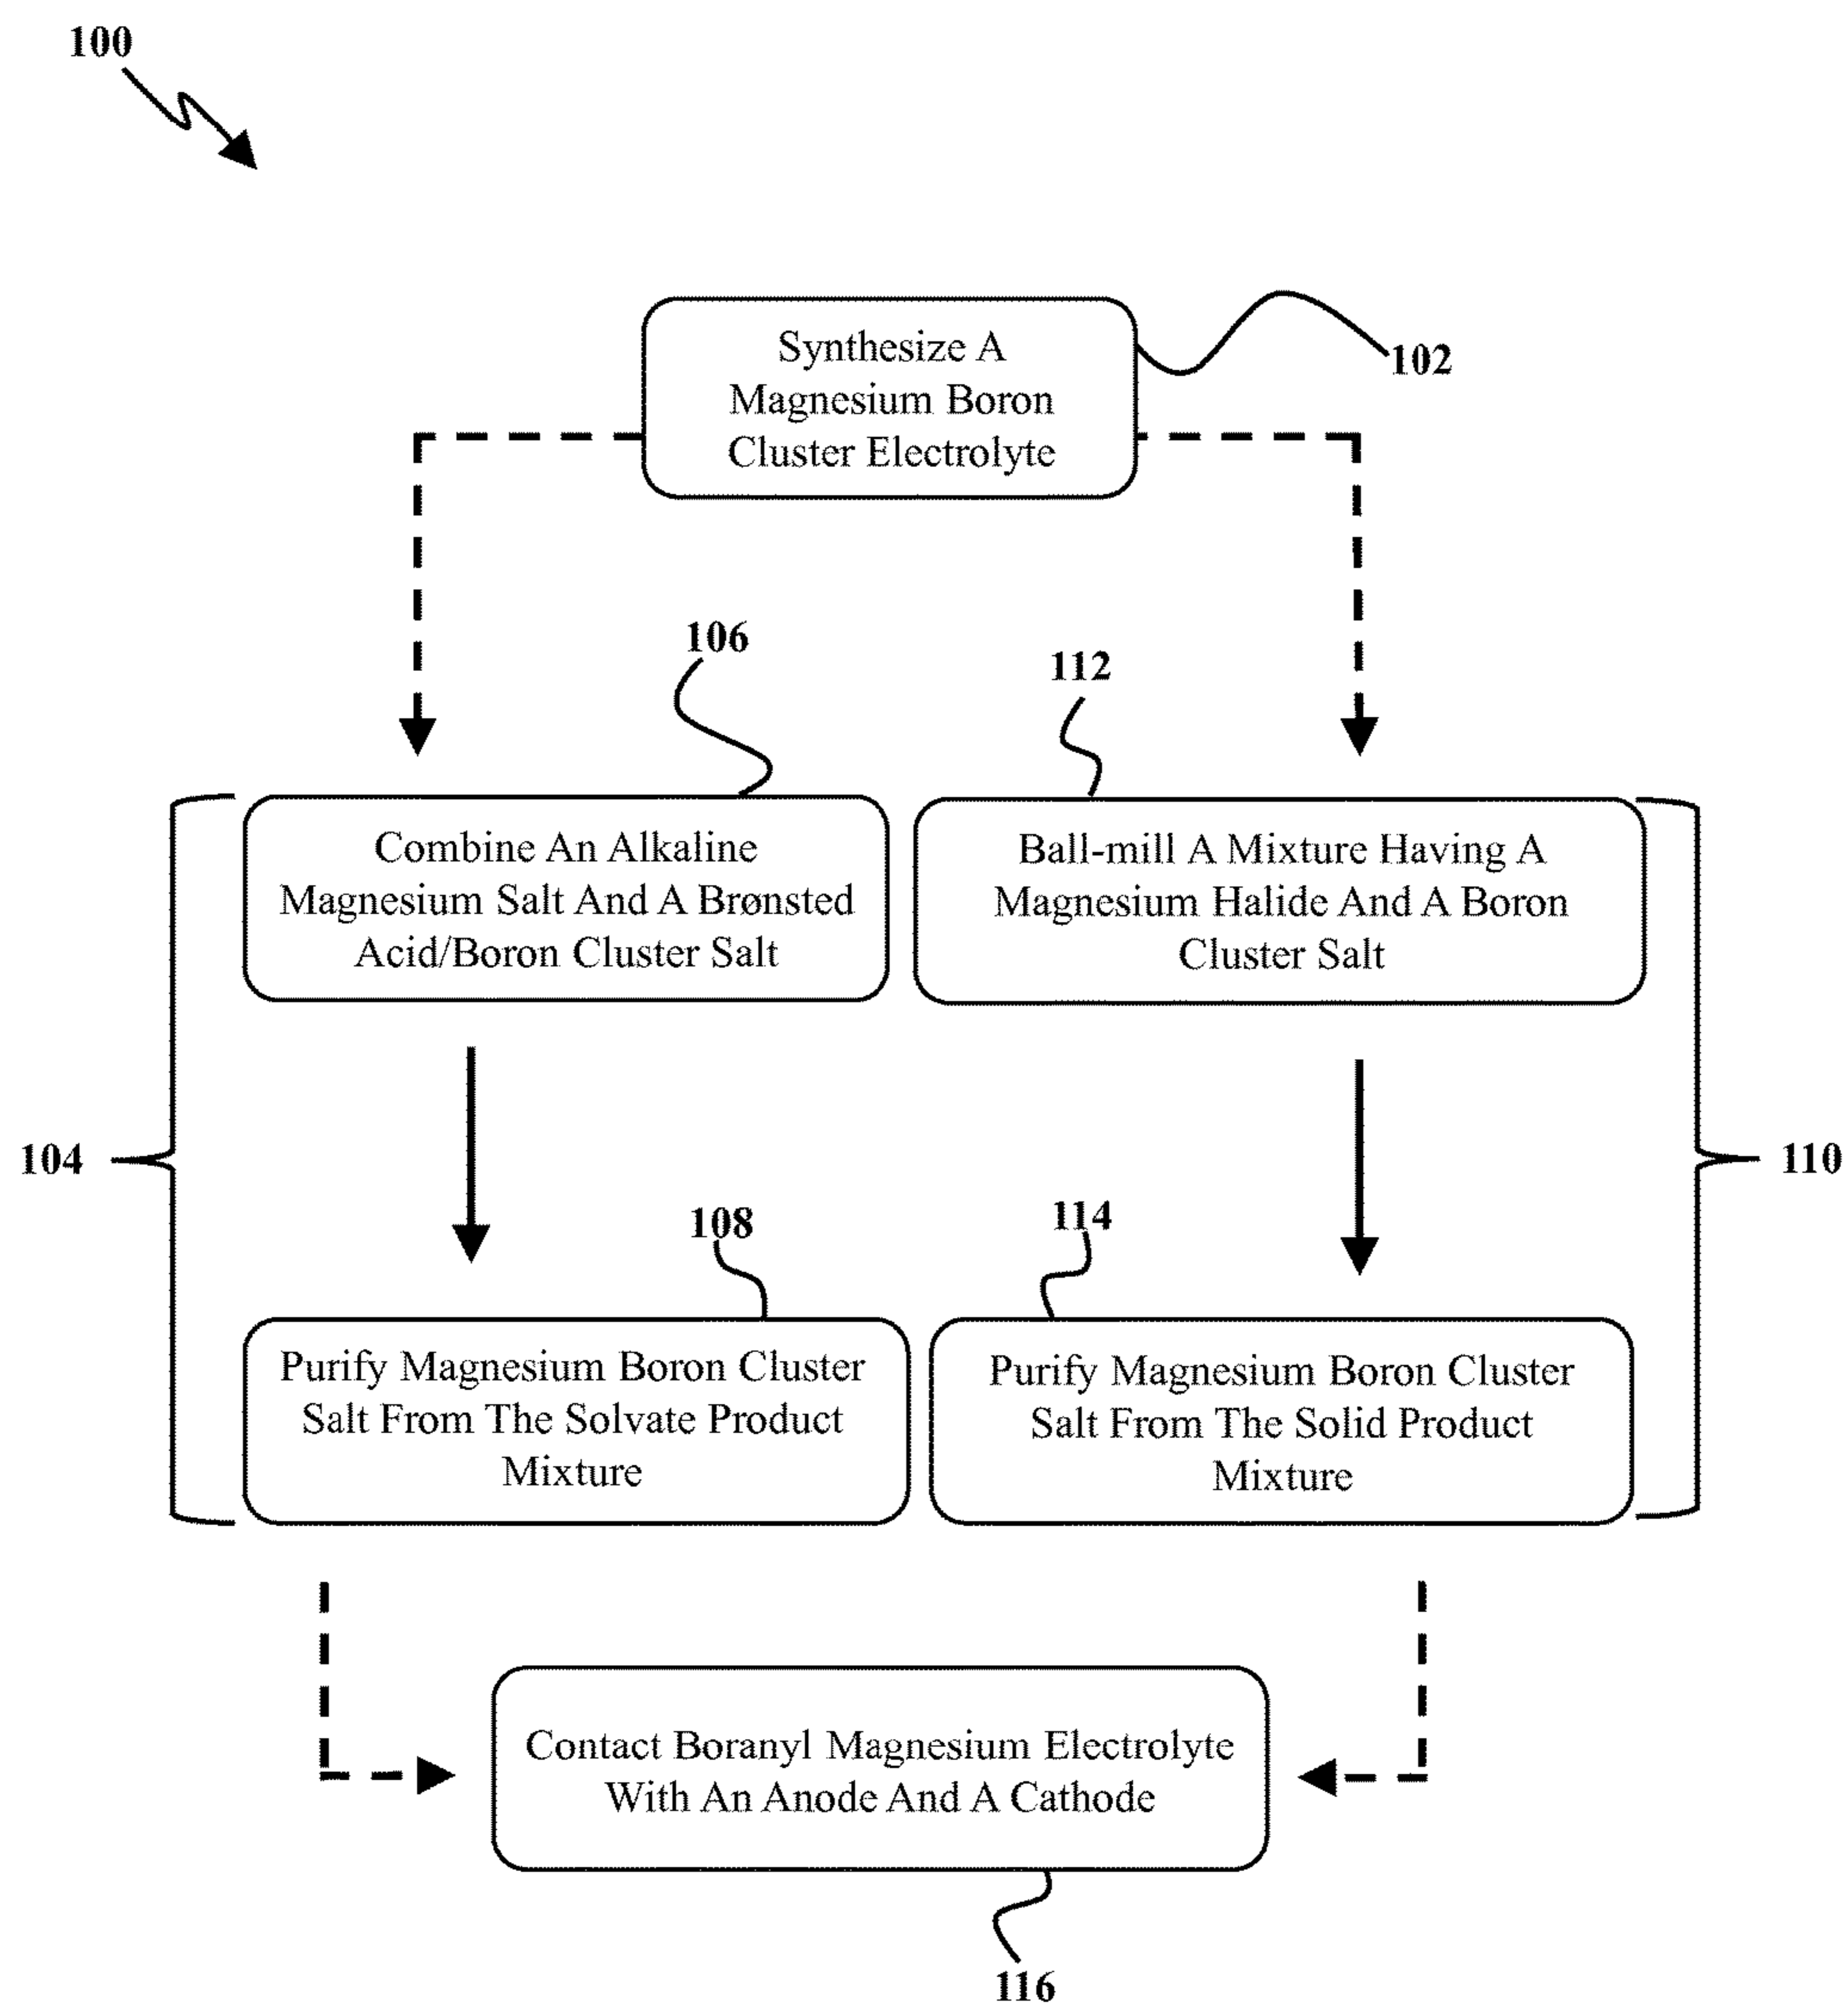 100
Synthesize A
Magnesium Boron
Cluster Electrolyte
102
106
112
Combine An Alkaline
Magnesium Salt And A Brønsted
Acid/Boron Cluster Salt
Ball-mill A Mixture Having A
Magnesium Halide And A Boron
Cluster Salt
104
110
108
114
Purify Magnesium Boron Cluster
Salt From The Solvate Product
Mixture
Purify Magnesium Boron Cluster
Salt From The Solid Product
Mixture
Contact Boranyl Magnesium Electrolyte
With An Anode And A Cathode
116